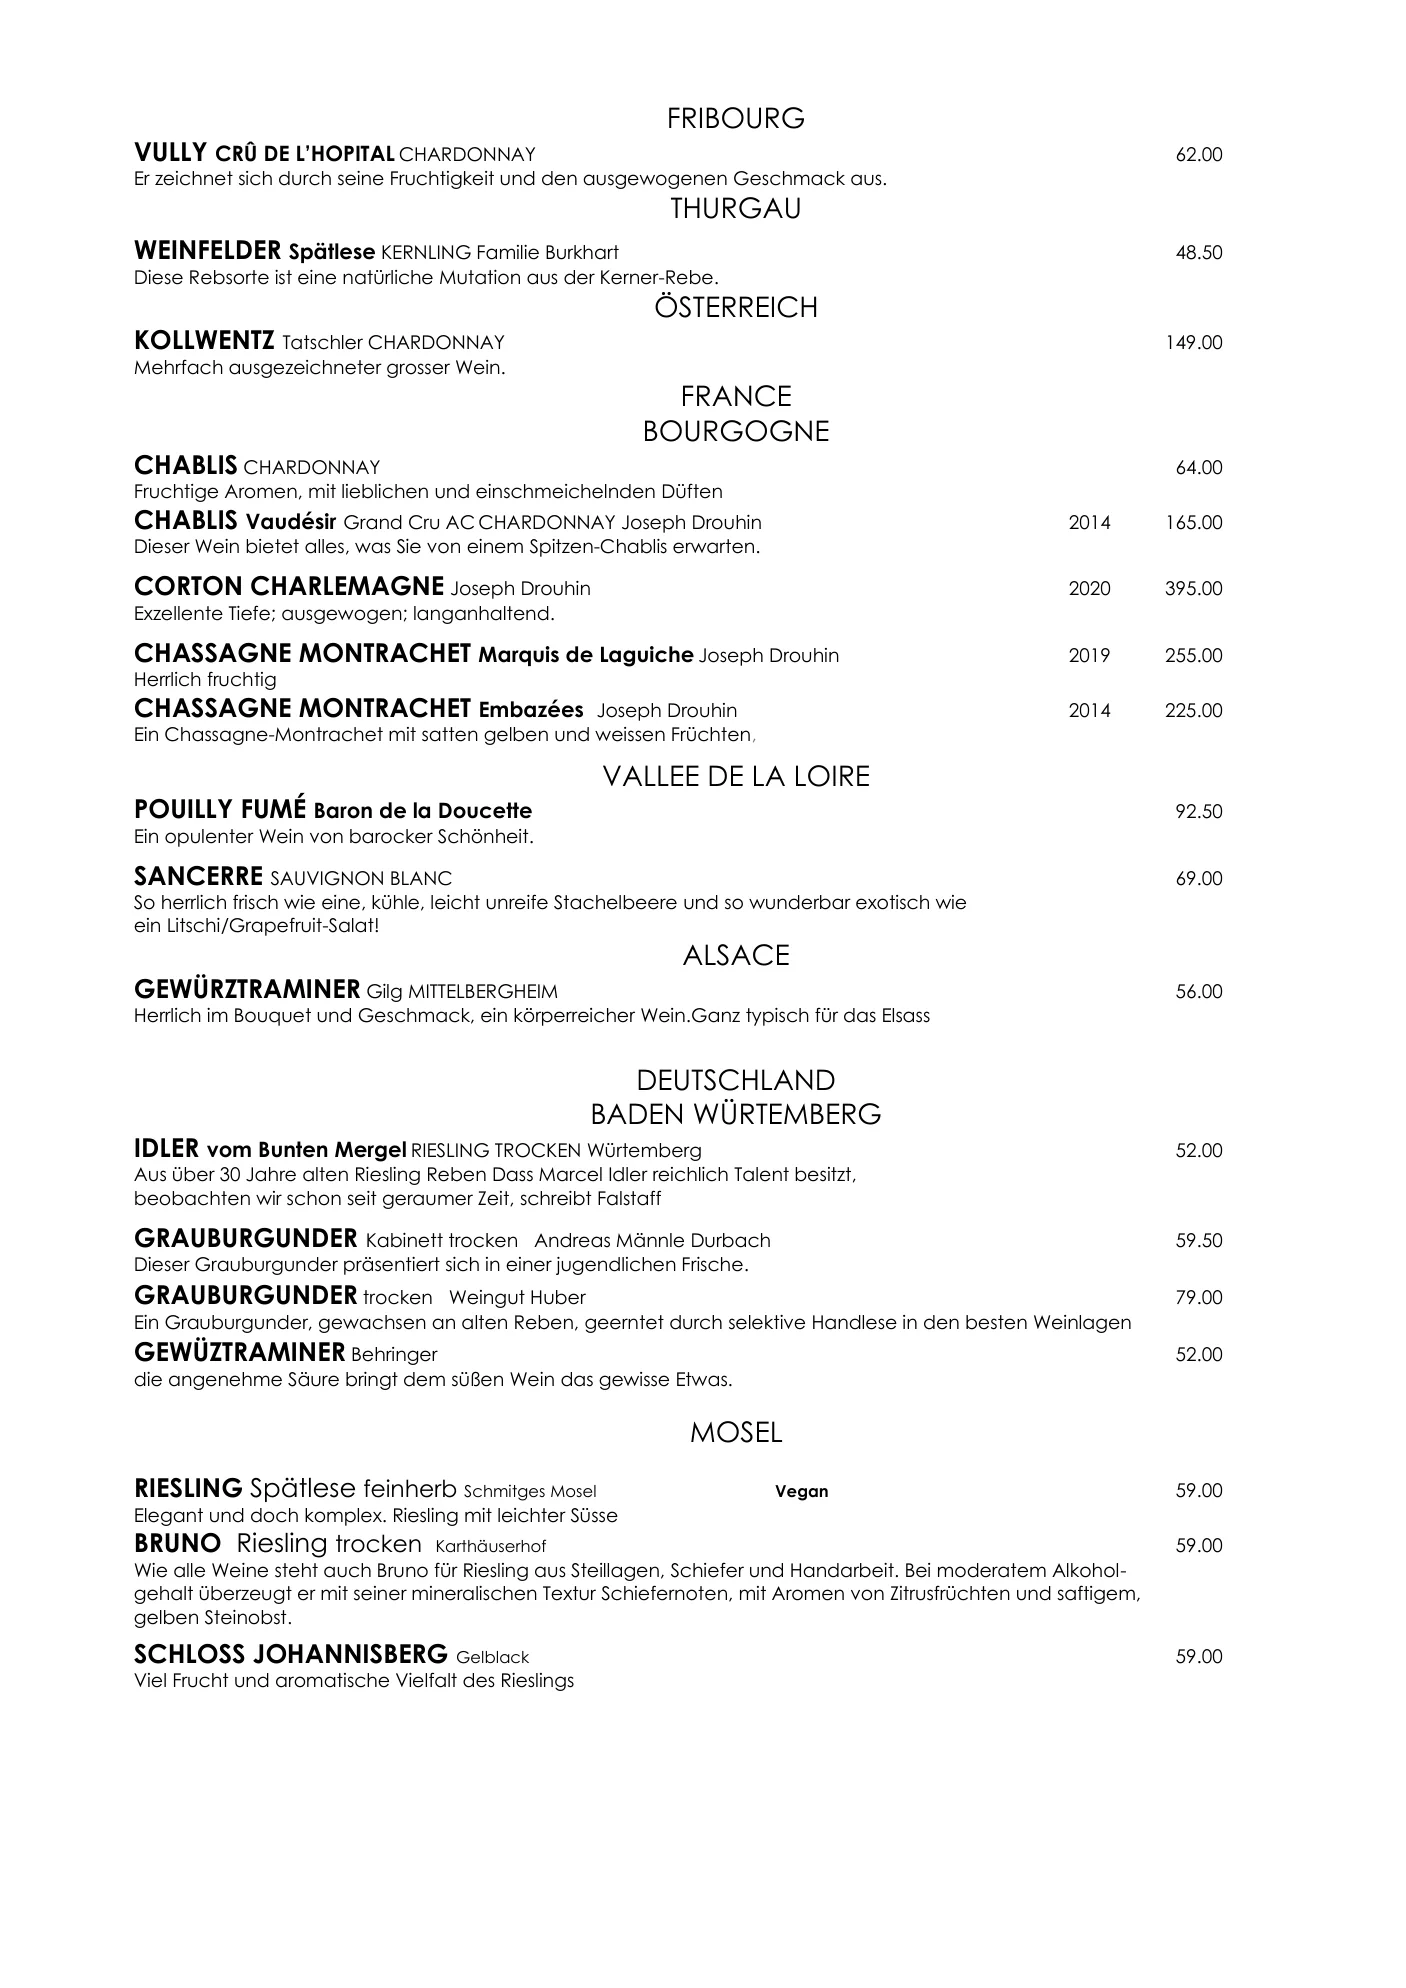 FRIBOURG
VULLY CRÛ DE L’HOPITAL CHARDONNAY 62.00
Er zeichnet sich durch seine Fruchtigkeit und den ausgewogenen Geschmack aus.
THURGAU
WEINFELDER Spätlese KERNLING Familie Burkhart 48.50
Diese Rebsorte ist eine natürliche Mutation aus der Kerner-Rebe.
ÖSTERREICH
KOLLWENTZ Tatschler CHARDONNAY 149.00
Mehrfach ausgezeichneter grosser Wein.
FRANCE
BOURGOGNE
CHABLIS CHARDONNAY 64.00
Fruchtige Aromen, mit lieblichen und einschmeichelnden Düften
CHABLIS Vaudésir Grand Cru AC CHARDONNAY Joseph Drouhin 2014 165.00
Dieser Wein bietet alles, was Sie von einem Spitzen-Chablis erwarten.
CORTON CHARLEMAGNE Joseph Drouhin 2020 395.00
Exzellente Tiefe; ausgewogen; langanhaltend.
CHASSAGNE MONTRACHET Marquis de Laguiche Joseph Drouhin 2019 255.00
Herrlich fruchtig
CHASSAGNE MONTRACHET Embazées Joseph Drouhin 2014 225.00
Ein Chassagne-Montrachet mit satten gelben und weissen Früchten,
VALLEE DE LA LOIRE
POUILLY FUMÉ Baron de la Doucette 92.50
Ein opulenter Wein von barocker Schönheit.
SANCERRE SAUVIGNON BLANC 69.00
So herrlich frisch wie eine, kühle, leicht unreife Stachelbeere und so wunderbar exotisch wie
ein Litschi/Grapefruit-Salat!
ALSACE
GEWÜRZTRAMINER Gilg MITTELBERGHEIM 56.00
Herrlich im Bouquet und Geschmack, ein körperreicher Wein.Ganz typisch für das Elsass
DEUTSCHLAND
BADEN WÜRTEMBERG
IDLER vom Bunten Mergel RIESLING TROCKEN Würtemberg 52.00
Aus über 30 Jahre alten Riesling Reben Dass Marcel Idler reichlich Talent besitzt,
beobachten wir schon seit geraumer Zeit, schreibt Falstaff
GRAUBURGUNDER Kabinett trocken Andreas Männle Durbach 59.50
Dieser Grauburgunder präsentiert sich in einer jugendlichen Frische.
GRAUBURGUNDER trocken Weingut Huber 79.00
Ein Grauburgunder, gewachsen an alten Reben, geerntet durch selektive Handlese in den besten Weinlagen
GEWÜZTRAMINER Behringer 52.00
die angenehme Säure bringt dem süßen Wein das gewisse Etwas.
MOSEL
RIESLING Spätlese feinherb Schmitges Mosel Vegan 59.00
Elegant und doch komplex. Riesling mit leichter Süsse
BRUNO Riesling trocken Karthäuserhof 59.00
Wie alle Weine steht auch Bruno für Riesling aus Steillagen, Schiefer und Handarbeit. Bei moderatem Alkohol-
gehalt überzeugt er mit seiner mineralischen Textur Schiefernoten, mit Aromen von Zitrusfrüchten und saftigem,
gelben Steinobst.
SCHLOSS JOHANNISBERG Gelblack 59.00
Viel Frucht und aromatische Vielfalt des Rieslings